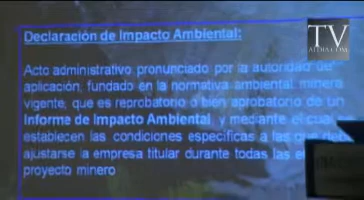 TV
Declaración de Impacto Ambiental:
Acto administrativo pronunciado por la autoridad de
aplicación, fundado en la normativa ambiental minera
vigente, que es reprobatorio o bien aprobatorio de un
Informe de Impacto Ambiental, y mediante el cual
establecen las condiciones específicas a las que debe
ajustarse la empresa titular durante todas las
proyecto minero